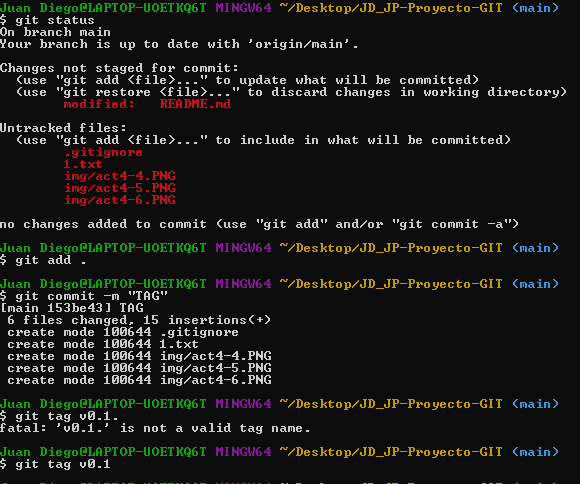 Juan Diego@LAPTOP-UOETKQ6T MINGW64 ~/Desktop/JD_JP-Proyecto-GIT (main)
$ git status
On branch main
Your branch is up to date with 'origin/main'.
Changes not staged for commit:
(use "git add <file>..." to update what will be committed)
(use "git restore <file>..." to discard changes in working directory)
modified:   README.md
Untracked files:
(use "git add <file>..." to include in what will be committed)
.gitignore
1.txt
img/act4-4.PNG
img/act4-5.PNG
img/act4-6.PNG
no changes added to commit (use "git add" and/or "git commit -a")
Juan Diego@LAPTOP-UOETKQ6T MINGW64 ~/Desktop/JD_JP-Proyecto-GIT (main)
$ git add .
Juan Diego@LAPTOP-UOETKQ6T MINGW64 ~/Desktop/JD_JP-Proyecto-GIT (main)
$ git commit -m "TAG"
[main 153be43] TAG
6 files changed, 15 insertions(+)
create mode 100644 .gitignore
create mode 100644 1.txt
create mode 100644 img/act4-4.PNG
create mode 100644 img/act4-5.PNG
create mode 100644 img/act4-6.PNG
Juan Diego@LAPTOP-UOETKQ6T MINGW64 ~/Desktop/JD_JP-Proyecto-GIT (main)
$ git tag v0.1.
fatal: 'v0.1.' is not a valid tag name.
Juan Diego@LAPTOP-UOETKQ6T MINGW64 ~/Desktop/JD_JP-Proyecto-GIT (main)
$ git tag v0.1